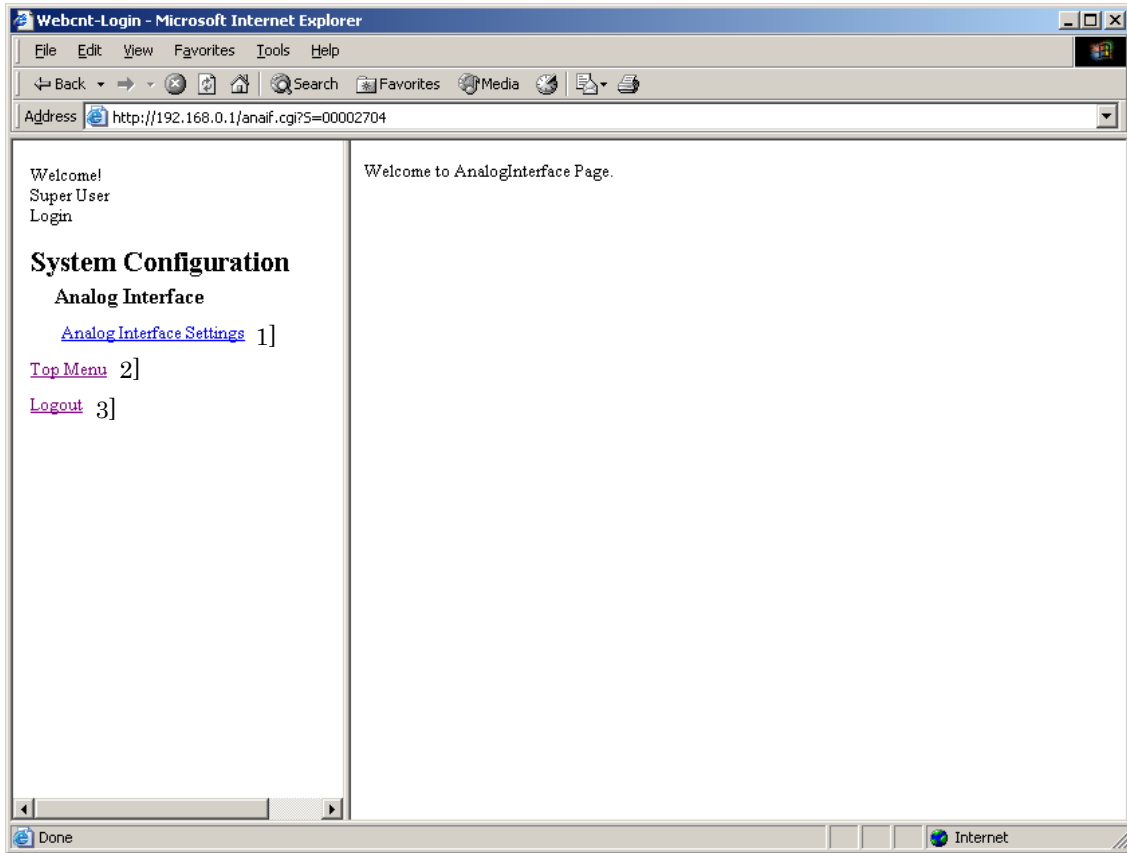 Webcnt-Login - Microsoft Internet Explorer
File Edit View Favorites Tools Help
Back Search Favorites Media
Address http://192.168.0.1/anaif.cgi?S=00002704
Welcome!
Super User
Login
System Configuration
Analog Interface
Analog Interface Settings 1]
Top Menu 2]
Logout 3]
Welcome to AnalogInterface Page.
Done Internet